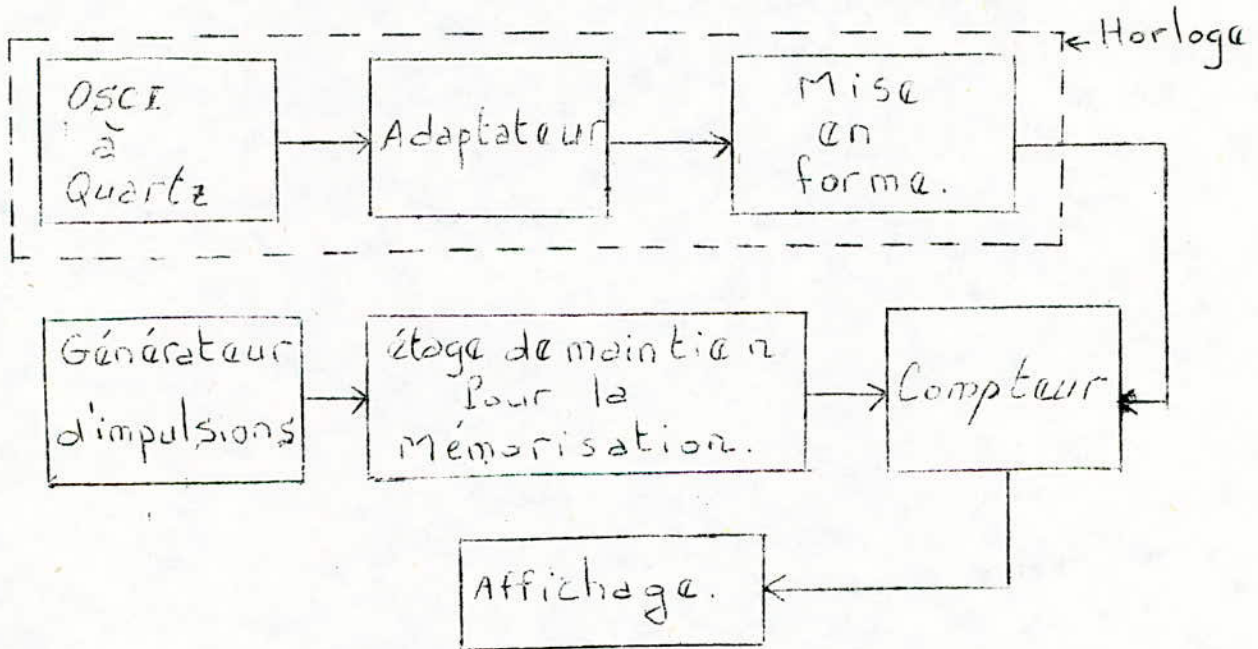 Horloge
OSCI
à
Quartz
Adaptateur
Mise
en
forme.
Générateur
d'impulsions
étage de maintien
Pour la
Mémorisation.
Compteur
Affichage.